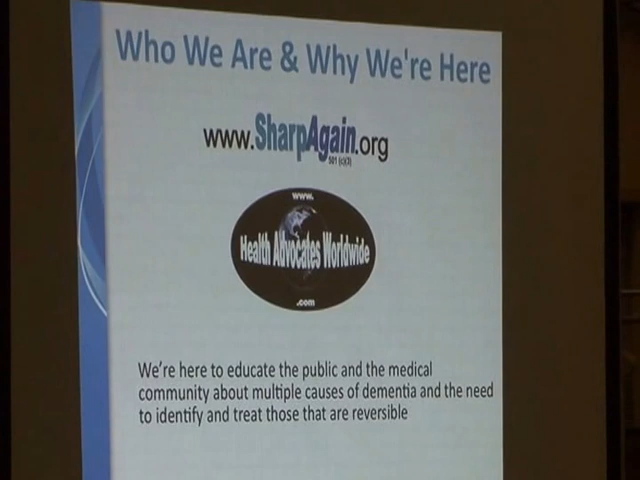 Who We Are & Why We're Here
www.SharpAgain.org
501 (c)(3)
www.
Health Advocates Worldwide
.com
We're here to educate the public and the medical
community about multiple causes of dementia and the need
to identify and treat those that are reversible